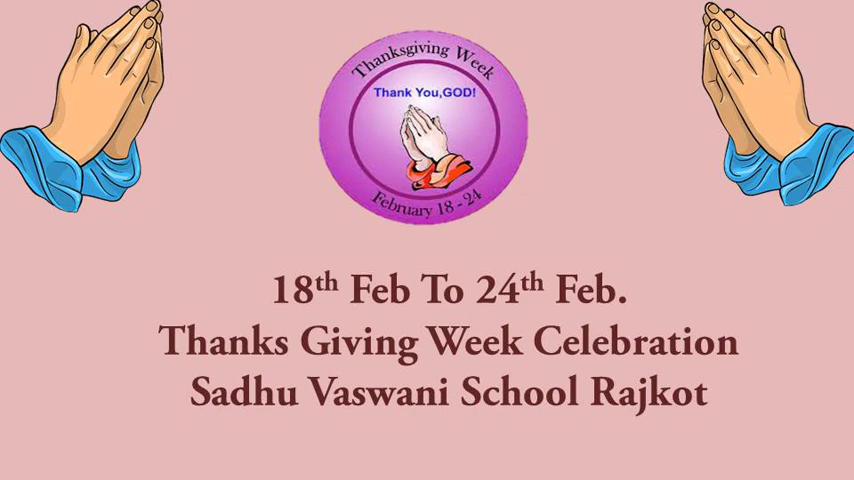 Thanksgiving Week
Thank You,GOD!
February 18 - 24
18th Feb To 24th Feb.
Thanks Giving Week Celebration
Sadhu Vaswani School Rajkot